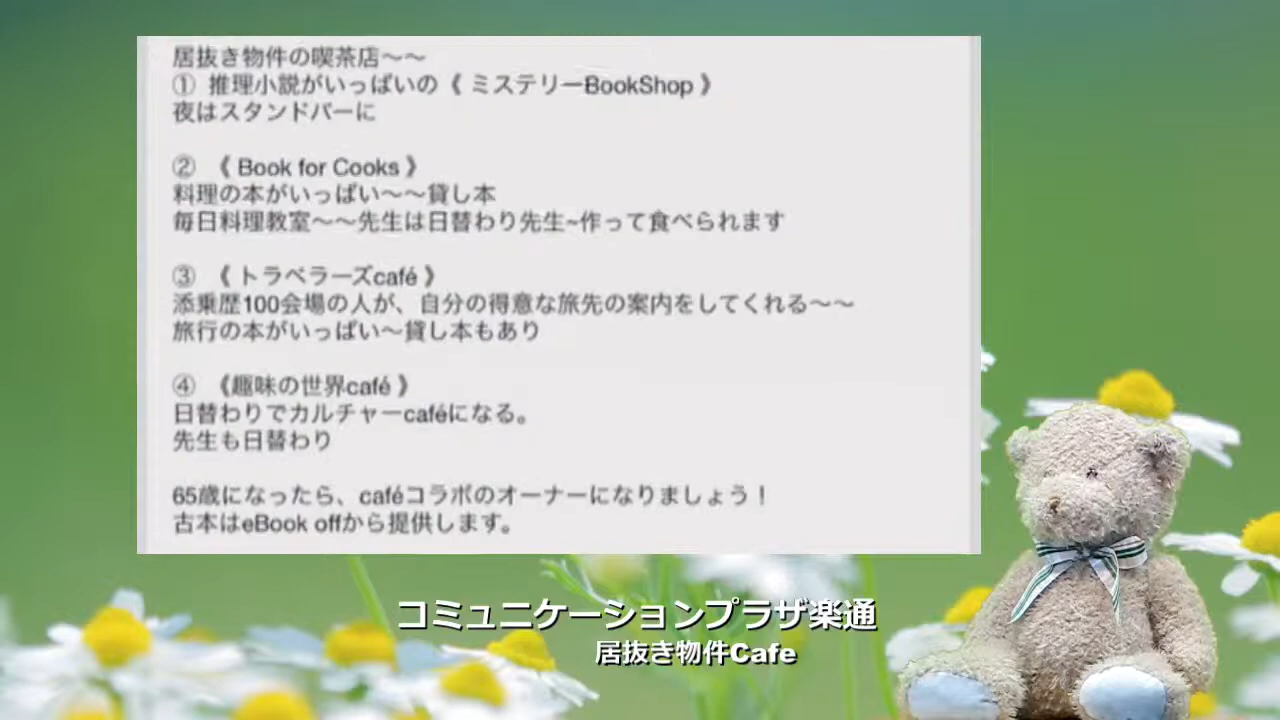 居抜き物件の喫茶店〜〜
① 推理小説がいっぱいの《 ミステリーBookShop 》
夜はスタンドバーに
② 《 Book for Cooks 》
料理の本がいっぱい〜〜貸し本
毎日料理教室〜〜先生は日替わり先生~作って食べられます
③ 《 トラベラーズcafé 》
添乗歴100会場の人が、自分の得意な旅先の案内をしてくれる〜〜
旅行の本がいっぱい〜貸し本もあり
④ 《趣味の世界café 》
日替わりでカルチャーcaféになる。
先生も日替わり
65歳になったら、caféコラボのオーナーになりましょう！
古本はeBook offから提供します。
コミュニケーションプラザ楽通
居抜き物件Cafe